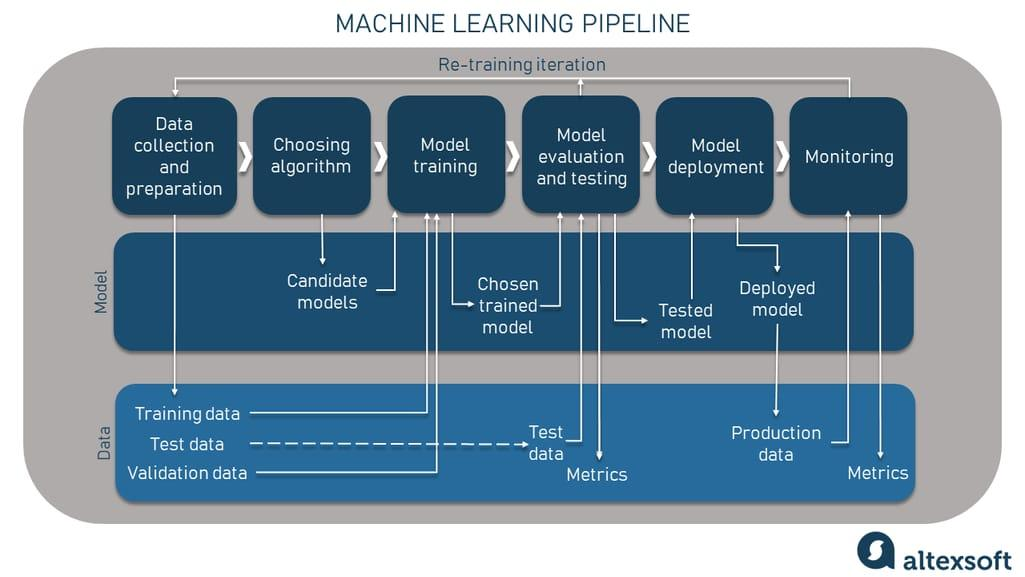 MACHINE LEARNING PIPELINE
Re-training iteration
Data
collection
and
preparation
Choosing
algorithm
Model
training
Model
evaluation
and testing
Model
deployment
Monitoring
Model
Candidate
models
Chosen
trained
model
Tested
model
Deployed
model
Data
Training data
Test data
Validation data
Test
data
Metrics
Production
data
Metrics
altexsoft